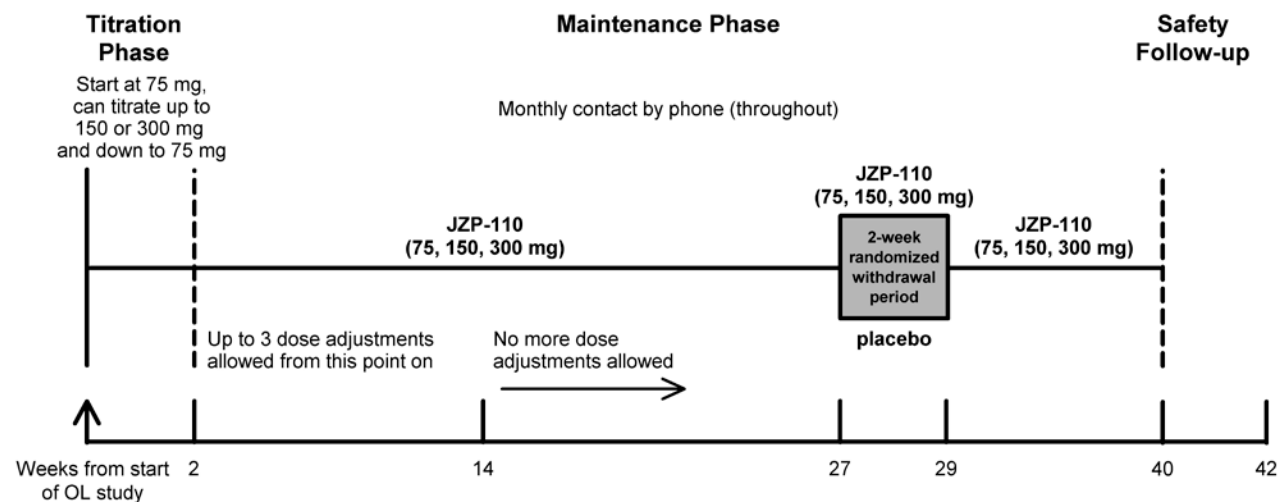 Titration
Phase
Maintenance Phase
Safety
Follow-up
Start at 75 mg,
can titrate up to
150 or 300 mg
and down to 75 mg
Monthly contact by phone (throughout)
JZP-110
(75, 150, 300 mg)
JZP-110
(75, 150, 300 mg)
JZP-110
(75, 150, 300 mg)
2-week
randomized
withdrawal
period
placebo
Up to 3 dose adjustments
allowed from this point on
No more dose
adjustments allowed
Weeks from start
of OL study
2
14
27
29
40
42